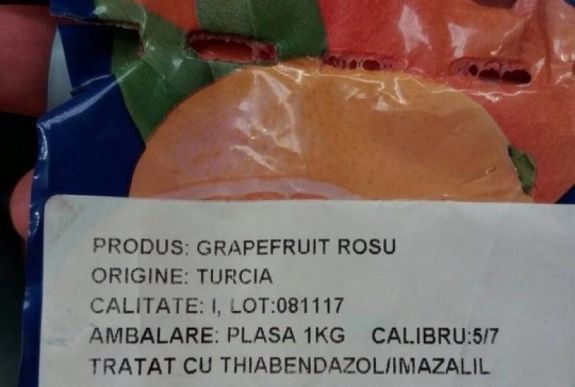 PRODUS: GRAPEFRUIT ROSU
ORIGINE: TURCIA
CALITATE: I, LOT:081117
AMBALARE: PLASA 1KG CALIBRU:5/7
TRATAT CU THIABENDAZOL/IMAZALIL